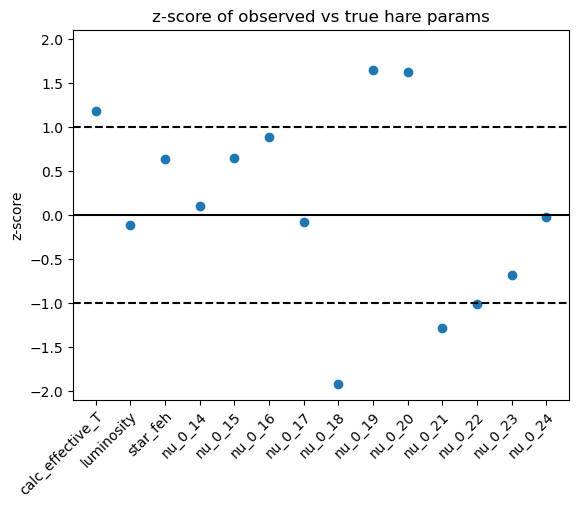 z-score of observed vs true hare params
z-score
2.0
1.5
1.0
0.5
0.0
−0.5
−1.0
−1.5
−2.0
calc_effective_T
luminosity
star_feh
nu_0_14
nu_0_15
nu_0_16
nu_0_17
nu_0_18
nu_0_19
nu_0_20
nu_0_21
nu_0_22
nu_0_23
nu_0_24